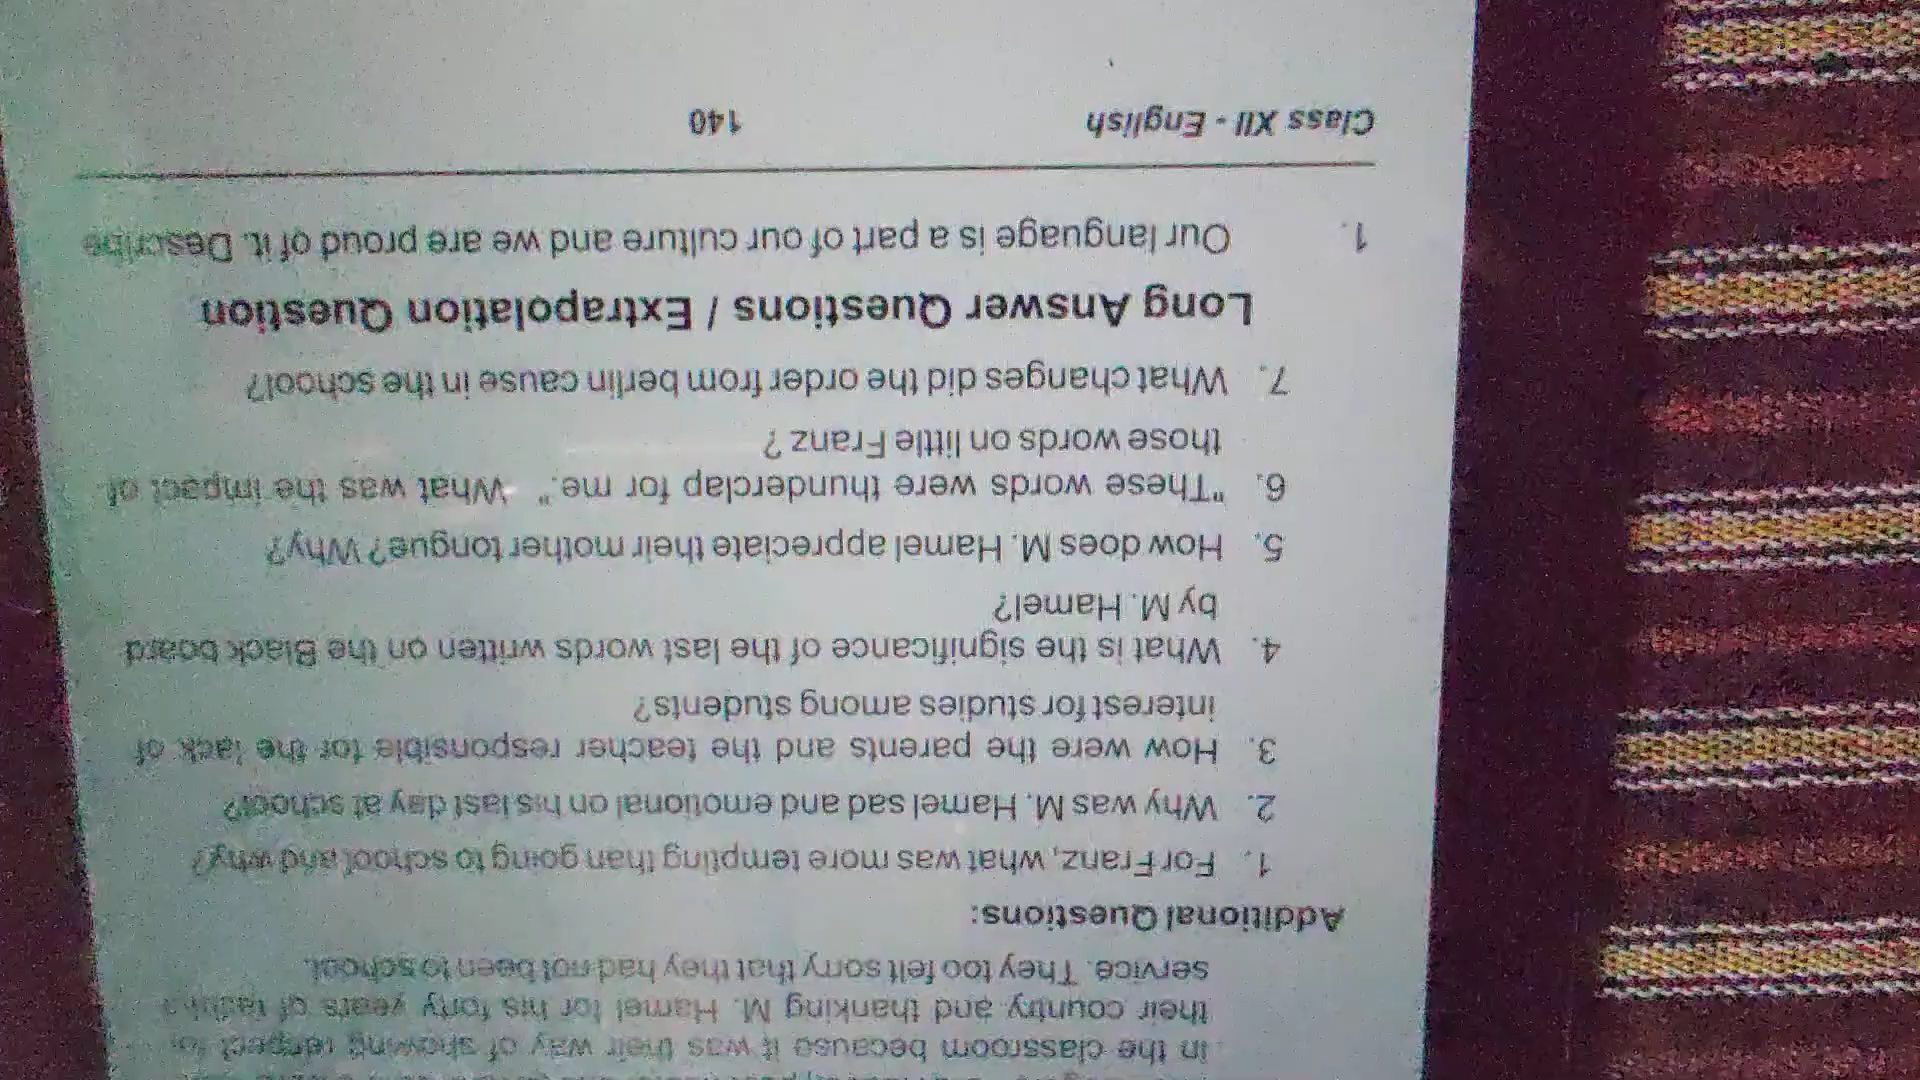 in the classroom because it was their way of showing respect for
their country and thanking M. Hamel for his forty years of
service. They too felt sorry that they had not been to school.
Additional Questions:
1. For Franz, what was more tempting than going to school and why?
2. Why was M. Hamel sad and emotional on his last day at school?
3. How were the parents and the teacher responsible for the lack of
interest for studies among students?
4. What is the significance of the last words written on the Black board
by M. Hamel?
5. How does M. Hamel appreciate their mother tongue? Why?
6. "These words were thunderclap for me." What was the impact of
those words on little Franz ?
7. What changes did the order from berlin cause in the school?
Long Answer Questions / Extrapolation Question
1. Our language is a part of our culture and we are proud of it. Describe
Class XII - English 140